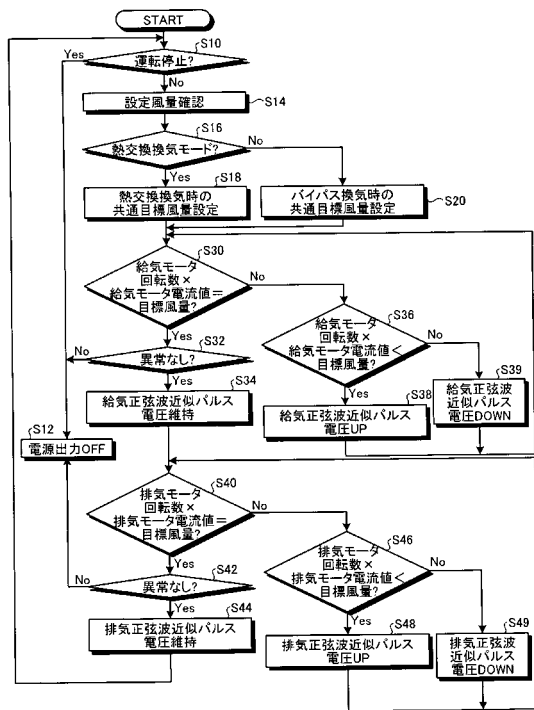 START
S10
Yes
運転停止?
No
設定風量確認
S14
S16
熱交換換気モード?
No
Yes
S18
熱交換換気時の
共通目標風量設定
バイパス換気時の
共通目標風量設定
S20
S30
給気モータ
回転数×
給気モータ電流値=
目標風量?
No
Yes
S36
給気モータ
回転数×
給気モータ電流値<
目標風量?
No
Yes
S32
異常なし?
No
Yes
S34
給気正弦波近似パルス
電圧維持
S38
給気正弦波近似パルス
電圧UP
S39
給気正弦波
近似パルス
電圧DOWN
S12
電源出力OFF
S40
排気モータ
回転数×
排気モータ電流値=
目標風量?
No
Yes
S46
排気モータ
回転数×
排気モータ電流値<
目標風量?
No
Yes
S42
異常なし?
No
Yes
S44
排気正弦波近似パルス
電圧維持
S48
排気正弦波近似パルス
電圧UP
S49
排気正弦波
近似パルス
電圧DOWN